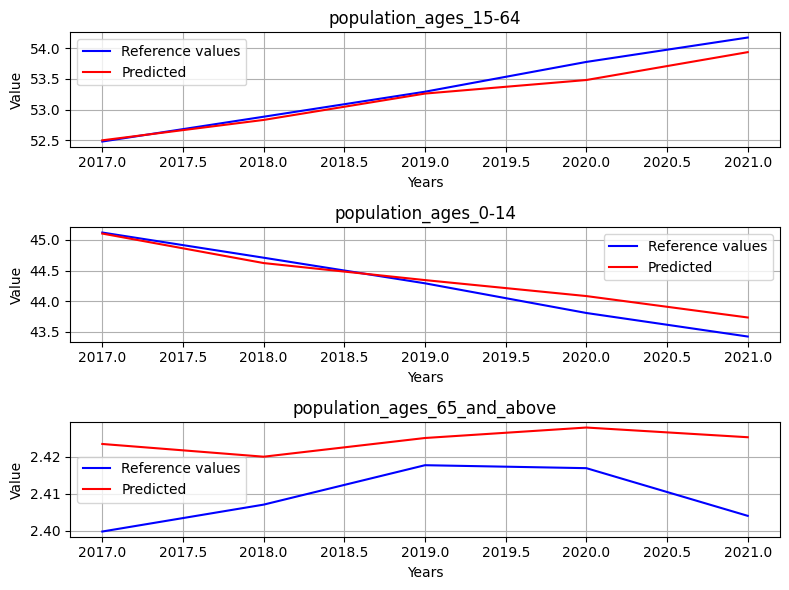 population_ages_15-64
54.0
53.5
53.0
52.5
Value
Reference values
Predicted
2017.0 2017.5 2018.0 2018.5 2019.0 2019.5 2020.0 2020.5 2021.0
Years
population_ages_0-14
45.0
44.5
44.0
43.5
Value
Reference values
Predicted
2017.0 2017.5 2018.0 2018.5 2019.0 2019.5 2020.0 2020.5 2021.0
Years
population_ages_65_and_above
2.42
2.41
2.40
Value
Reference values
Predicted
2017.0 2017.5 2018.0 2018.5 2019.0 2019.5 2020.0 2020.5 2021.0
Years